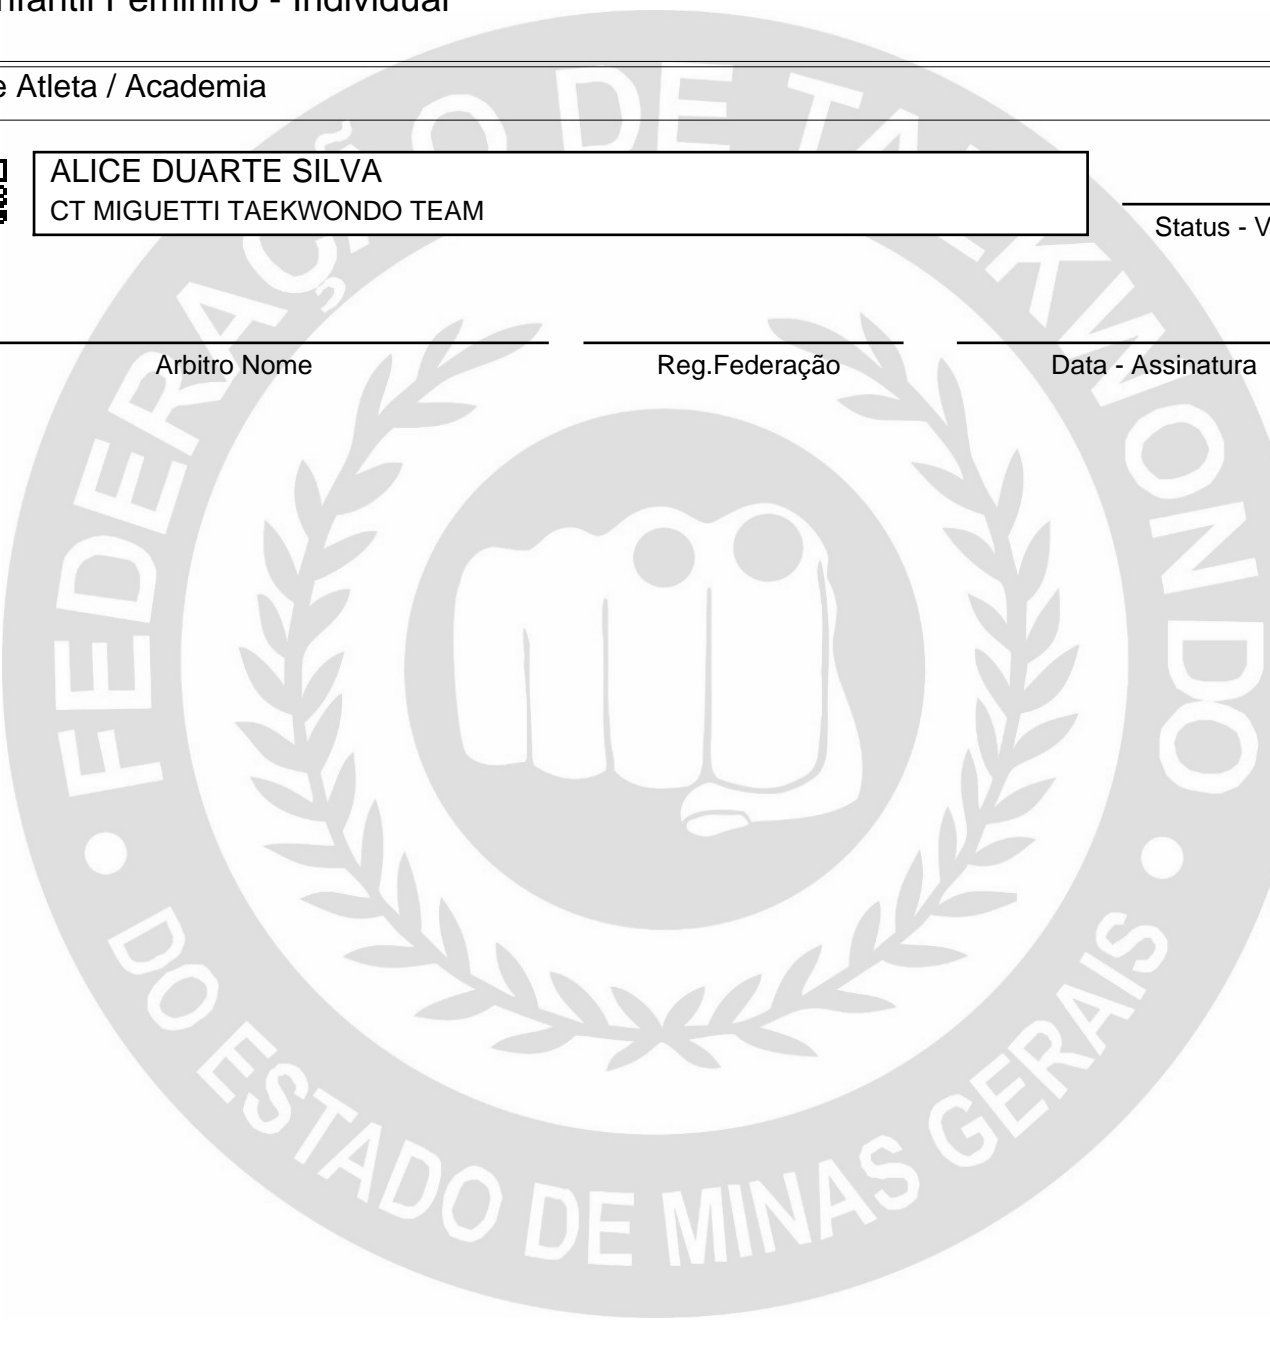 nfantil Feminino - Individual
e Atleta / Academia
ALICE DUARTE SILVA
CT MIGUETTI TAEKWONDO TEAM
Status - V
Arbitro Nome
Reg.Federação
Data - Assinatura
FEDERAÇÃO DE TAEKWONDO
DO ESTADO DE MINAS GERAIS